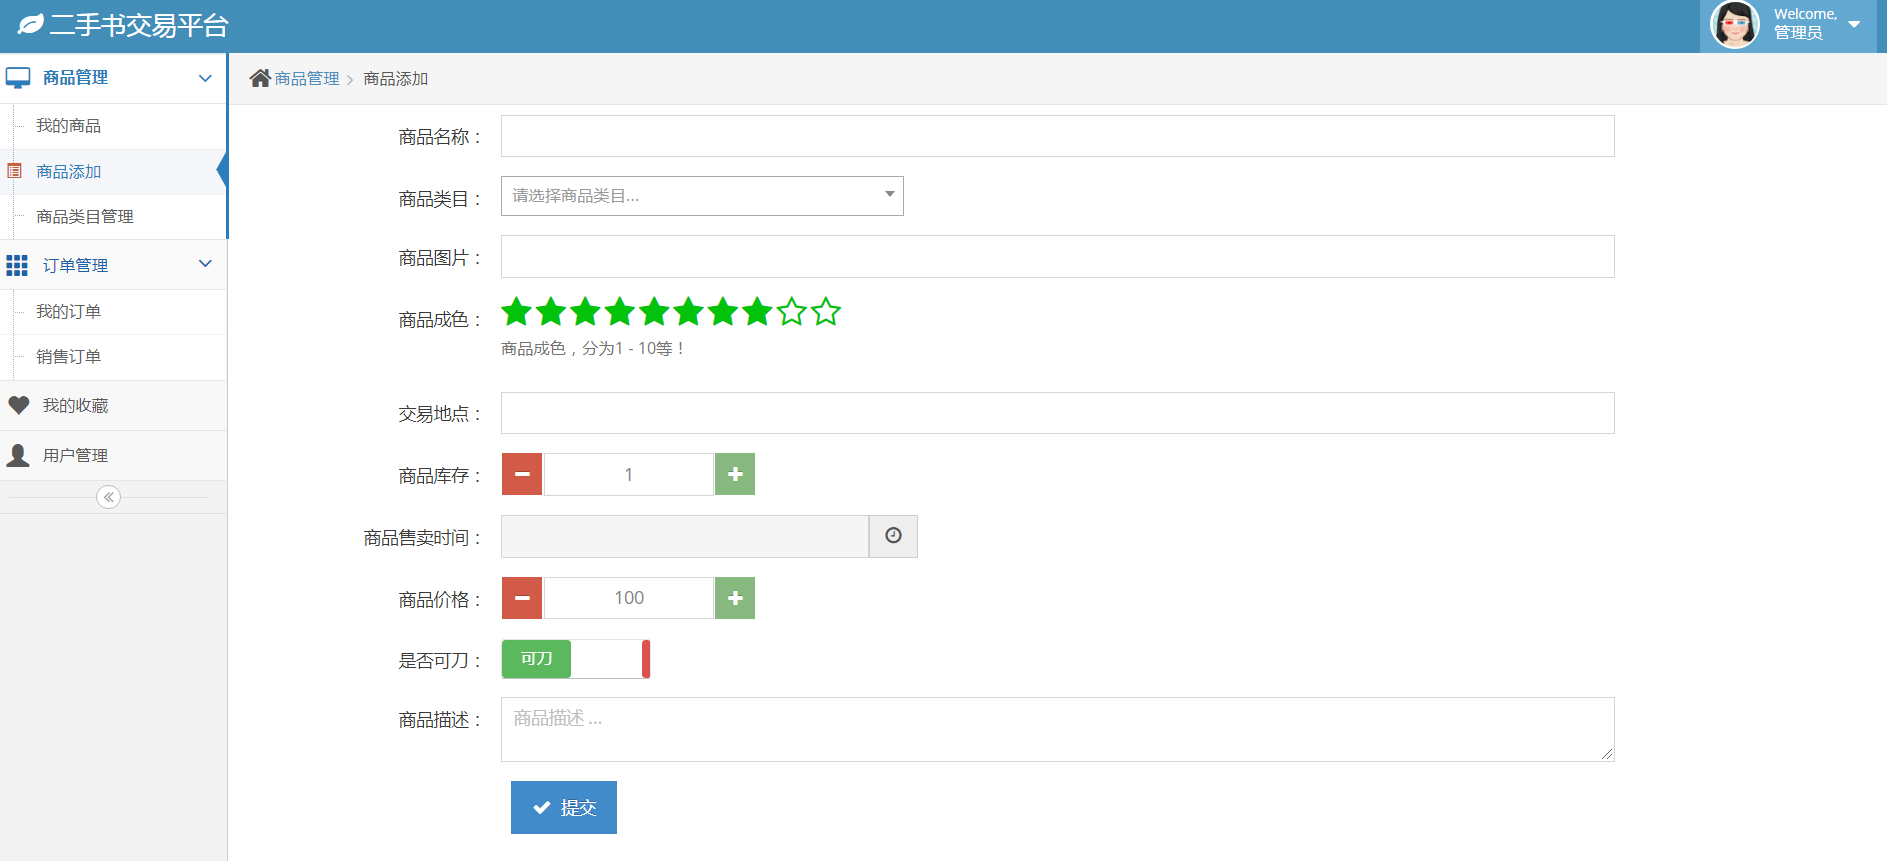 二手书交易平台
Welcome,
管理员
商品管理
我的商品
商品添加
商品类目管理
订单管理
我的订单
销售订单
我的收藏
用户管理
商品管理
商品添加
商品名称：
商品类目：
请选择商品类目...
商品图片：
商品成色：
商品成色，分为1 - 10等！
交易地点：
商品库存：
1
商品售卖时间：
商品价格：
100
是否可刀：
可刀
商品描述：
商品描述 ...
提交